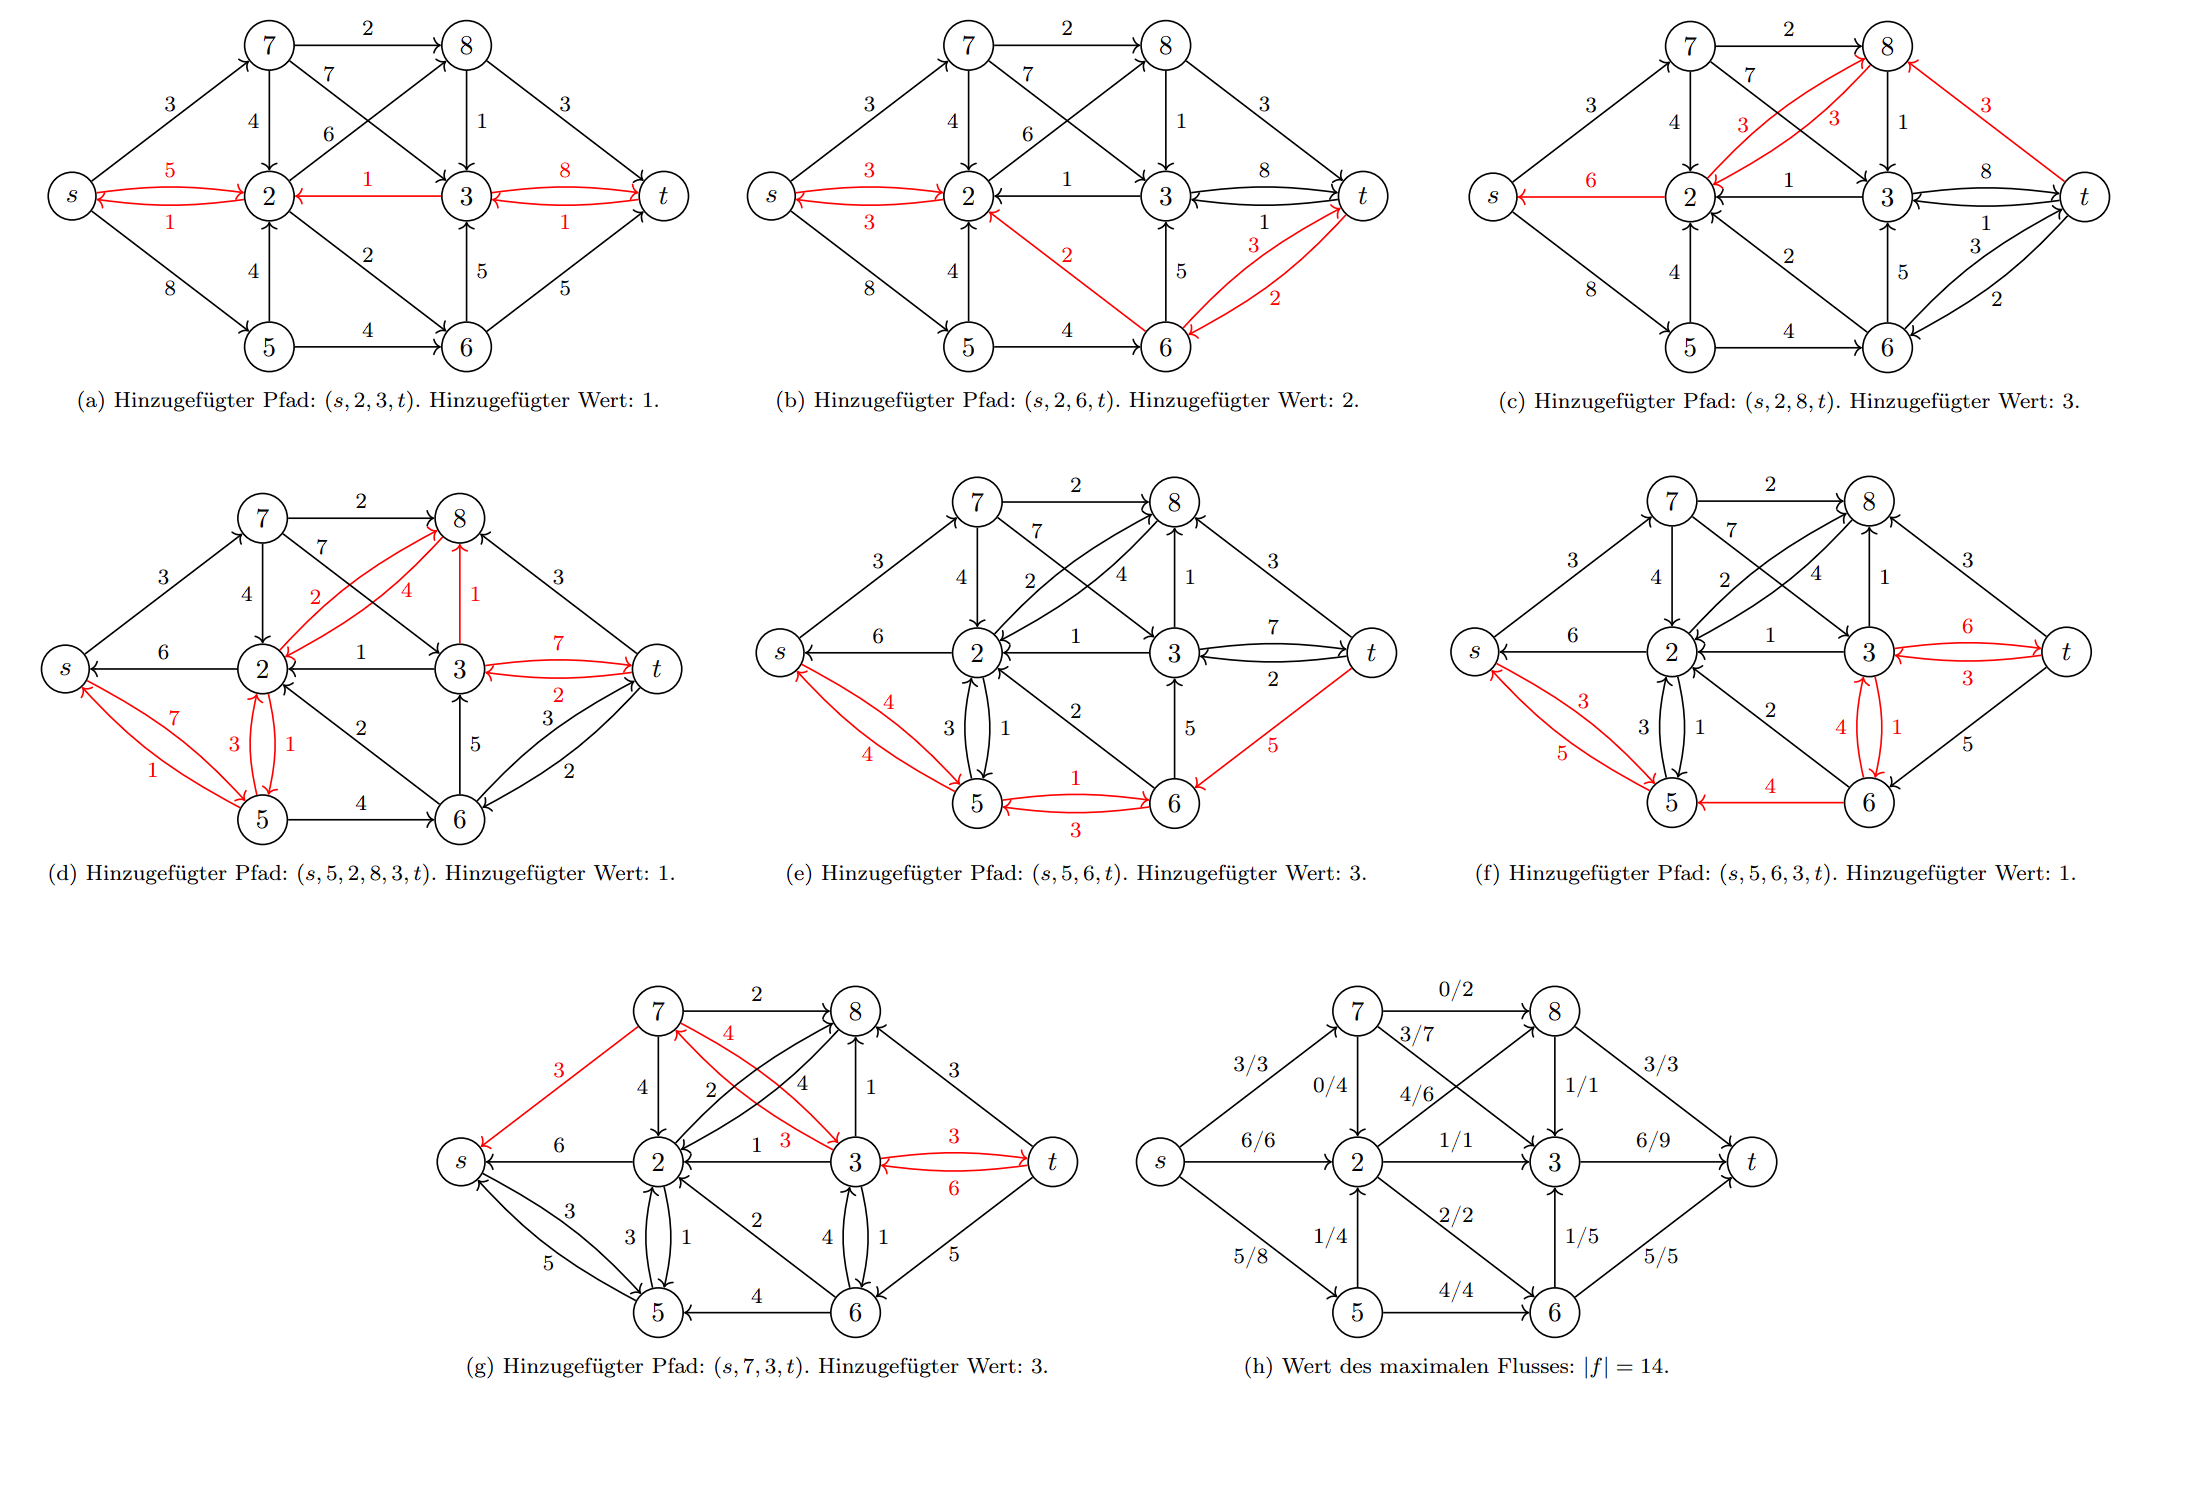 7 2 8
3 7 4 6 1 3
s 5 1 2 1 3 8 1 t
8 4 2 5 5
5 4 6
(a) Hinzugefügter Pfad: (s, 2, 3, t). Hinzugefügter Wert: 1.
7 2 8
3 7 4 6 1 3
s 3 3 2 1 3 8 1 t
8 4 2 5 3 2
5 4 6
(b) Hinzugefügter Pfad: (s, 2, 6, t). Hinzugefügter Wert: 2.
7 2 8
3 7 4 3 3 1 3
s 6 2 1 3 8 1 t
8 4 2 5 3 2
5 4 6
(c) Hinzugefügter Pfad: (s, 2, 8, t). Hinzugefügter Wert: 3.
7 2 8
3 7 4 2 4 1 3
s 6 2 1 3 7 2 t
7 1 3 1 2 5 3 2
5 4 6
(d) Hinzugefügter Pfad: (s, 5, 2, 8, 3, t). Hinzugefügter Wert: 1.
7 2 8
3 7 4 2 4 1 3
s 6 2 1 3 7 2 t
4 4 3 1 2 5 5
5 1 3 6
(e) Hinzugefügter Pfad: (s, 5, 6, t). Hinzugefügter Wert: 3.
7 2 8
3 7 4 2 4 1 3
s 6 2 1 3 6 3 t
3 5 3 1 2 4 1 5
5 4 6
(f) Hinzugefügter Pfad: (s, 5, 6, 3, t). Hinzugefügter Wert: 1.
7 2 8
3 4 4 2 4 1 3
s 6 2 1 3 3 3 6 t
3 5 3 1 2 4 1 5
5 4 6
(g) Hinzugefügter Pfad: (s, 7, 3, t). Hinzugefügter Wert: 3.
7 0/2 8
3/3 3/7 0/4 4/6 1/1 3/3
s 6/6 2 1/1 3 6/9 t
5/8 1/4 2/2 1/5 5/5
5 4/4 6
(h) Wert des maximalen Flusses: |f| = 14.